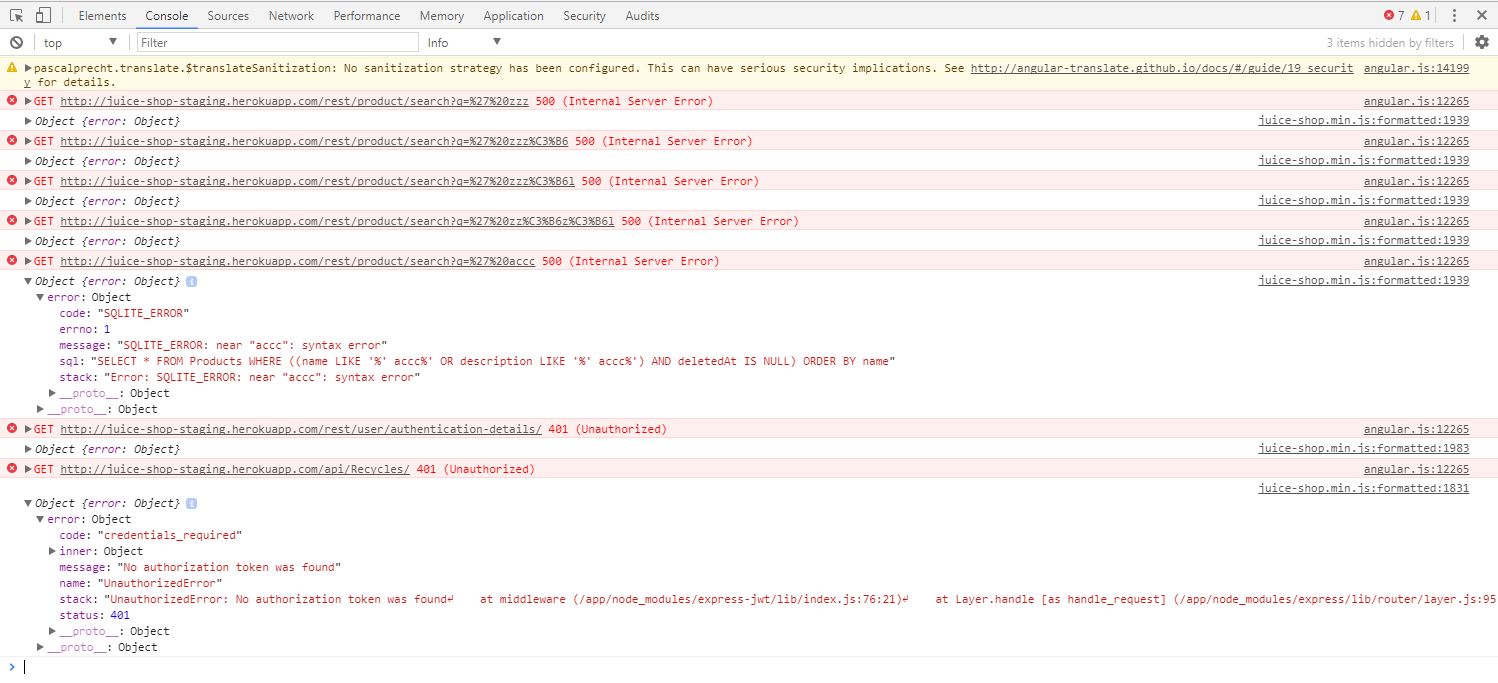 Elements Console Sources Network Performance Memory Application Security Audits 7 1
top Filter Info 3 items hidden by filters
pascalprecht.translate.$translateSanitization: No sanitization strategy has been configured. This can have serious security implications. See http://angular-translate.github.io/docs/#/guide/19_securit angular.js:14199
y for details.
GET http://juice-shop-staging.herokuapp.com/rest/product/search?q=%27%20zzz 500 (Internal Server Error) angular.js:12265
Object {error: Object} juice-shop.min.js:formatted:1939
GET http://juice-shop-staging.herokuapp.com/rest/product/search?q=%27%20zzz%C3%B6 500 (Internal Server Error) angular.js:12265
Object {error: Object} juice-shop.min.js:formatted:1939
GET http://juice-shop-staging.herokuapp.com/rest/product/search?q=%27%20zzz%C3%B6l 500 (Internal Server Error) angular.js:12265
Object {error: Object} juice-shop.min.js:formatted:1939
GET http://juice-shop-staging.herokuapp.com/rest/product/search?q=%27%20zz%C3%B6z%C3%B6l 500 (Internal Server Error) angular.js:12265
Object {error: Object} juice-shop.min.js:formatted:1939
GET http://juice-shop-staging.herokuapp.com/rest/product/search?q=%27%20accc 500 (Internal Server Error) angular.js:12265
Object {error: Object} i juice-shop.min.js:formatted:1939
error: Object
code: "SQLITE_ERROR"
errno: 1
message: "SQLITE_ERROR: near "accc": syntax error"
sql: "SELECT * FROM Products WHERE ((name LIKE '%' accc%' OR description LIKE '%' accc%') AND deletedAt IS NULL) ORDER BY name"
stack: "Error: SQLITE_ERROR: near "accc": syntax error"
__proto__: Object
__proto__: Object
GET http://juice-shop-staging.herokuapp.com/rest/user/authentication-details/ 401 (Unauthorized) angular.js:12265
Object {error: Object} juice-shop.min.js:formatted:1983
GET http://juice-shop-staging.herokuapp.com/api/Recycles/ 401 (Unauthorized) angular.js:12265
juice-shop.min.js:formatted:1831
Object {error: Object} i
error: Object
code: "credentials_required"
inner: Object
message: "No authorization token was found"
name: "UnauthorizedError"
stack: "UnauthorizedError: No authorization token was found↵    at middleware (/app/node_modules/express-jwt/lib/index.js:76:21)↵    at Layer.handle [as handle_request] (/app/node_modules/express/lib/router/layer.js:95
status: 401
__proto__: Object
__proto__: Object